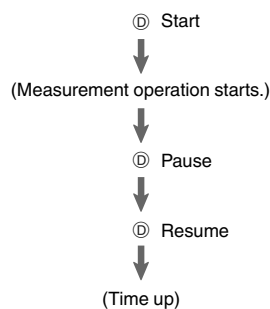 Ⓓ Start
(Measurement operation starts.)
Ⓓ Pause
Ⓓ Resume
(Time up)